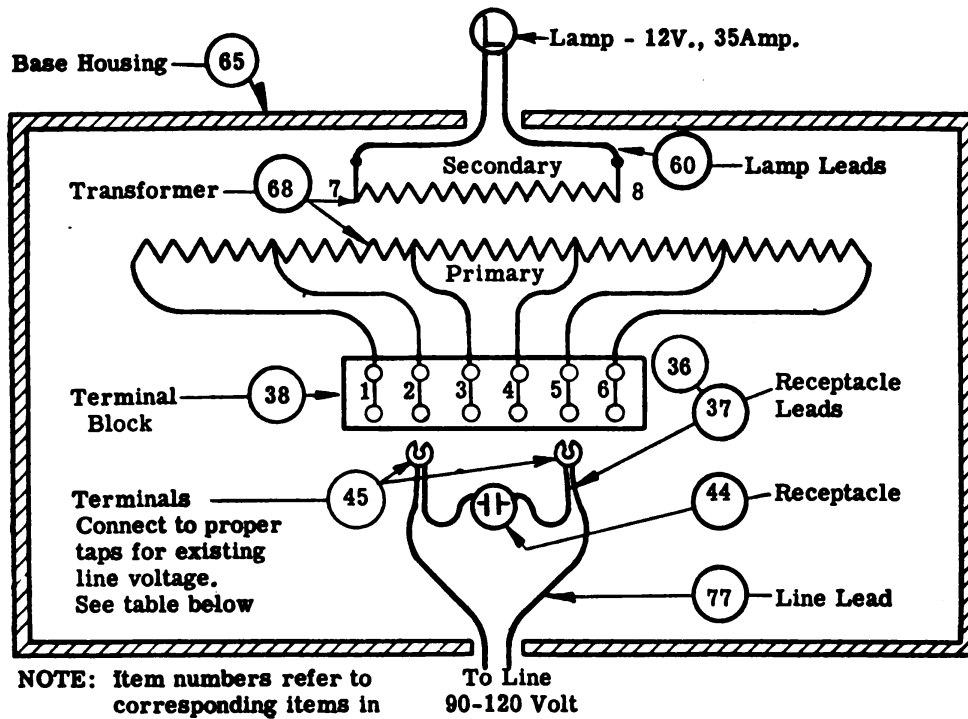 Lamp - 12V., 35Amp.
Base Housing 65
Secondary
60 Lamp Leads
Transformer 68 7 8
Primary
1 2 3 4 5 6
36
Terminal
Block
38
37
Receptacle
Leads
Terminals
Connect to proper
taps for existing
line voltage.
See table below
45
44 Receptacle
77 Line Lead
NOTE: Item numbers refer to
corresponding items in
To Line
90-120 Volt